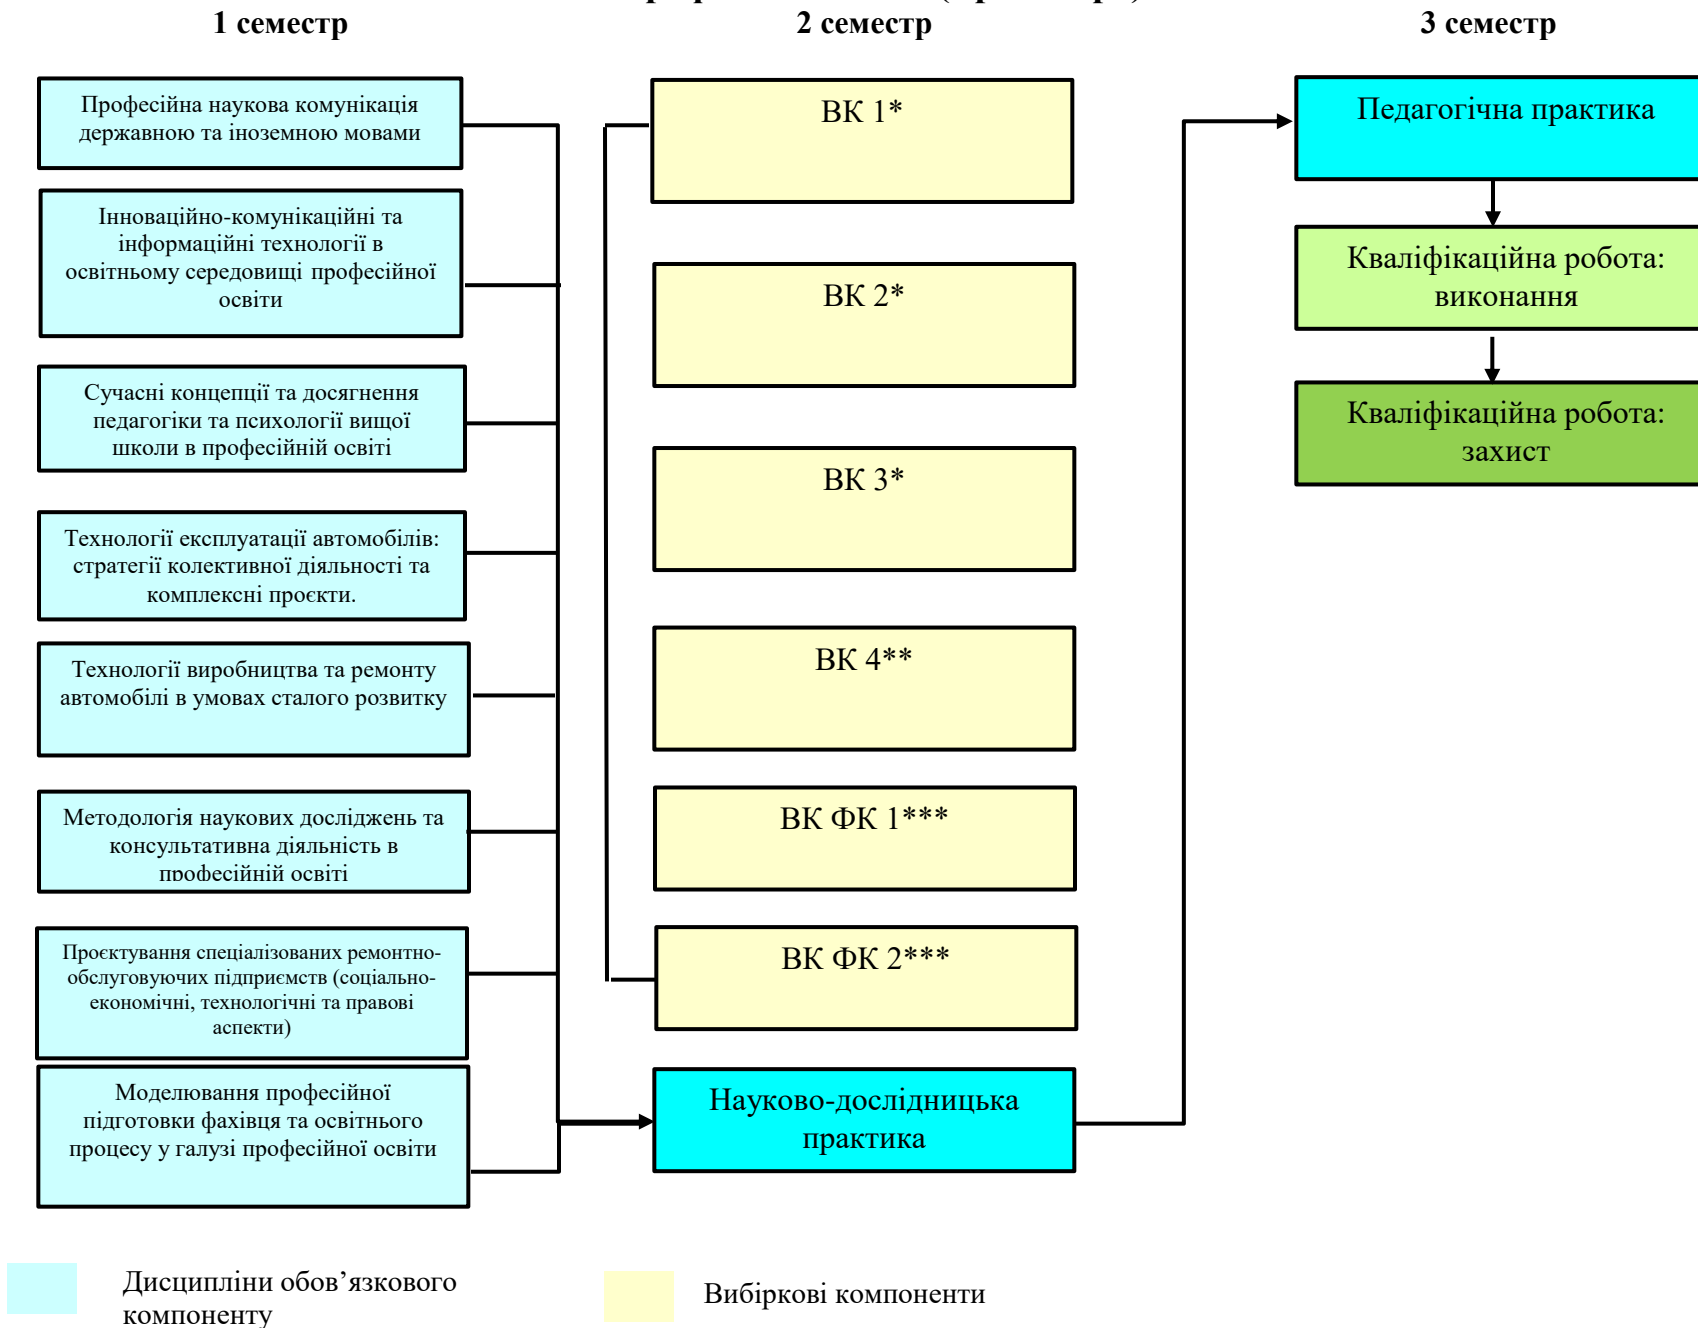 1 семестр
2 семестр
3 семестр
Професійна наукова комунікація
державною та іноземною мовами
Інноваційно-комунікаційні та
інформаційні технології в
освітньому середовищі професійної
освіти
Сучасні концепції та досягнення
педагогіки та психології вищої
школи в професійній освіті
Технології експлуатації автомобілів:
стратегії колективної діяльності та
комплексні проєкти.
Технології виробництва та ремонту
автомобілі в умовах сталого розвитку
Методологія наукових досліджень та
консультативна діяльність в
професійній освіті
Проєктування спеціалізованих ремонтно-
обслуговуючих підприємств (соціально-
економічні, технологічні та правові
аспекти)
Моделювання професійної
підготовки фахівця та освітнього
процесу у галузі професійної освіти
ВК 1*
ВК 2*
ВК 3*
ВК 4**
ВК ФК 1***
ВК ФК 2***
Науково-дослідницька
практика
Педагогічна практика
Кваліфікаційна робота:
виконання
Кваліфікаційна робота:
захист
Дисципліни обов’язкового
компоненту
Вибіркові компоненти